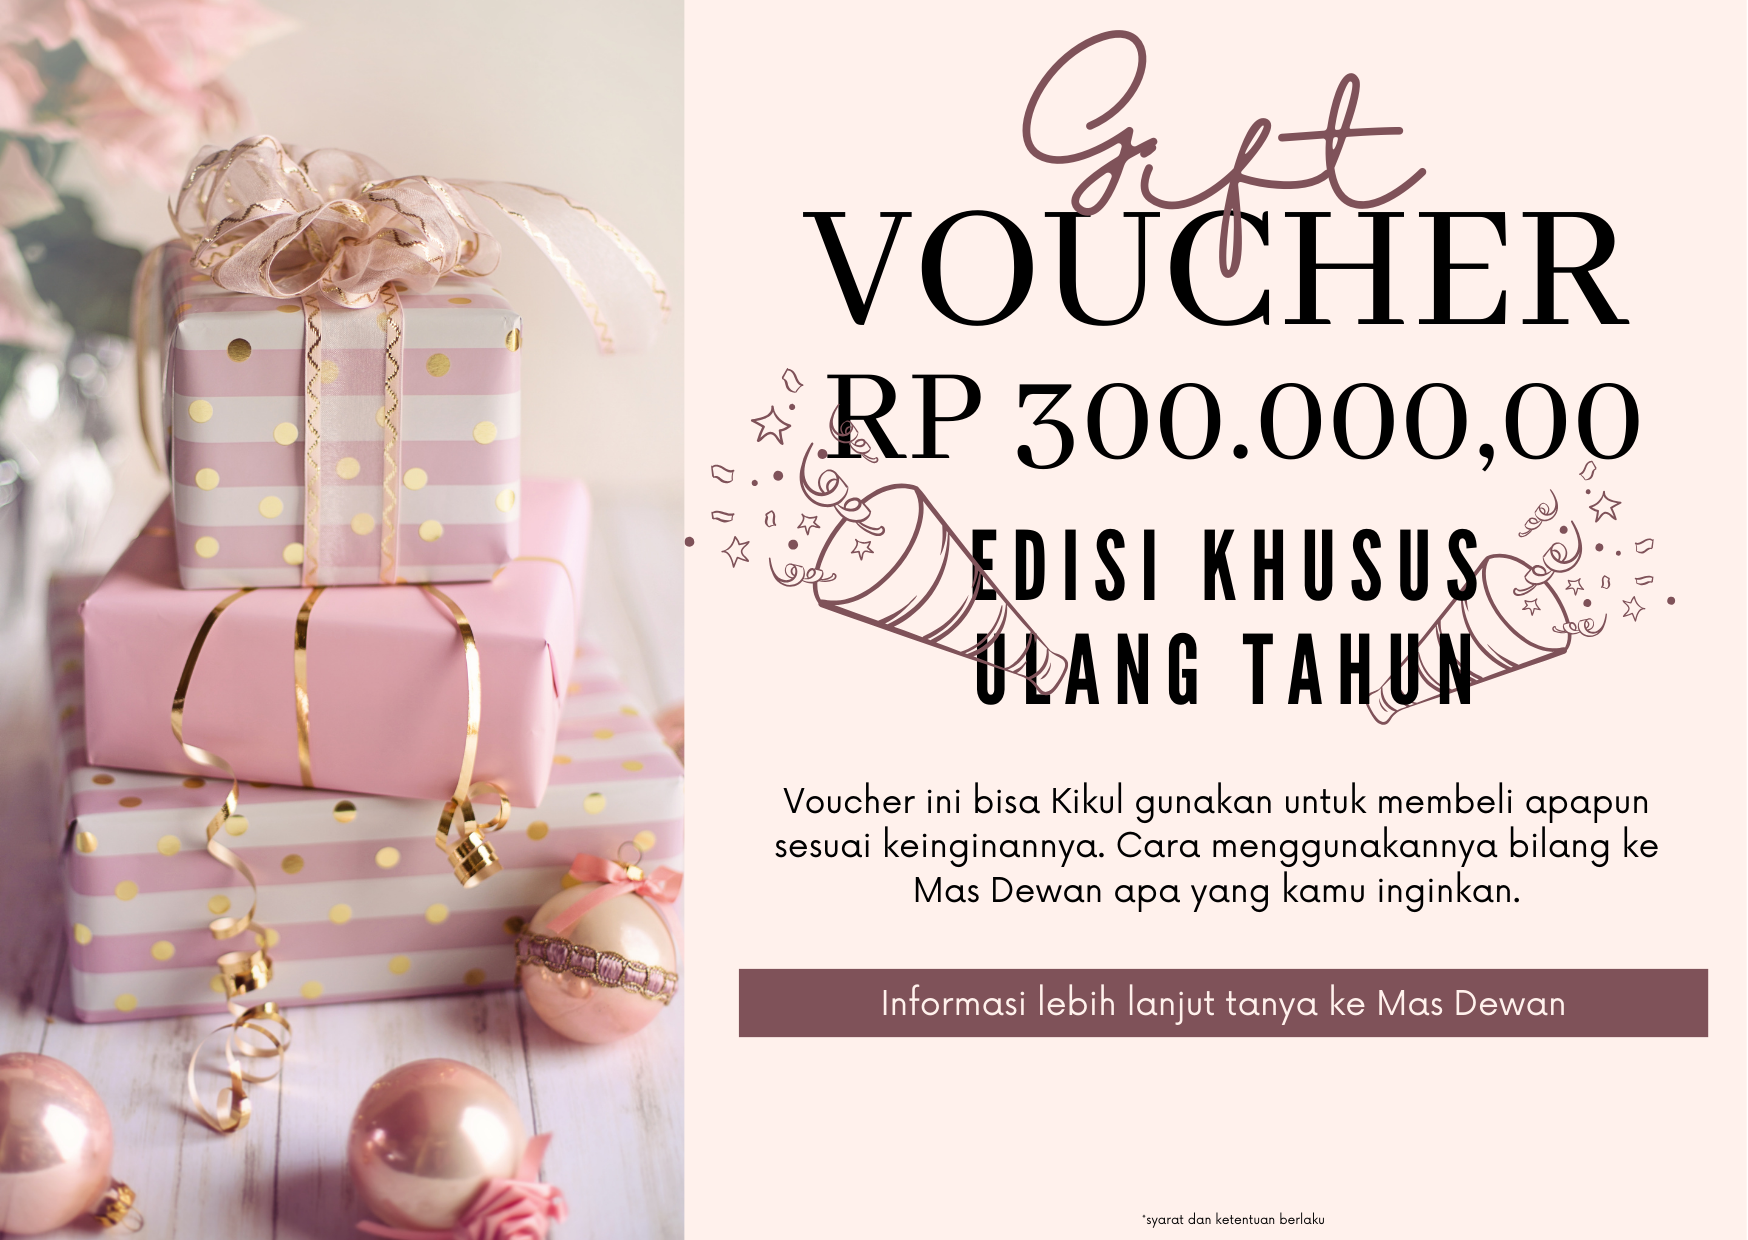 Gift
VOUCHER
RP 300.000,00
EDISI KHUSUS
ULANG TAHUN
Voucher ini bisa Kikul gunakan untuk membeli apapun
sesuai keinginannya. Cara menggunakannya bilang ke
Mas Dewan apa yang kamu inginkan.
Informasi lebih lanjut tanya ke Mas Dewan
*syarat dan ketentuan berlaku